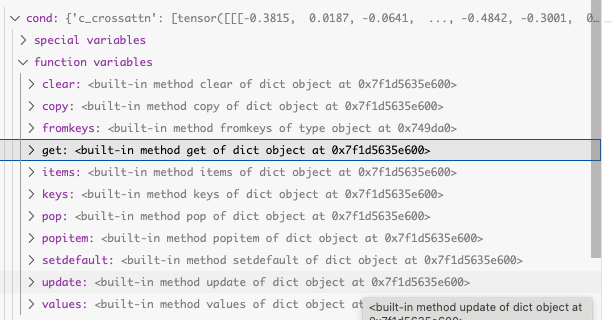 cond: {'c_crossattn': [tensor([[[-0.3815,  0.0187, -0.0641,  ..., -0.4842, -0.3001,  0…
special variables
function variables
clear: <built-in method clear of dict object at 0x7f1d5635e600>
copy: <built-in method copy of dict object at 0x7f1d5635e600>
fromkeys: <built-in method fromkeys of type object at 0x749da0>
get: <built-in method get of dict object at 0x7f1d5635e600>
items: <built-in method items of dict object at 0x7f1d5635e600>
keys: <built-in method keys of dict object at 0x7f1d5635e600>
pop: <built-in method pop of dict object at 0x7f1d5635e600>
popitem: <built-in method popitem of dict object at 0x7f1d5635e600>
setdefault: <built-in method setdefault of dict object at 0x7f1d5635e600>
update: <built-in method update of dict object at 0x7f1d5635e600>
values: <built-in method values of dict object at 0x7f
<built-in method update of dict object at
0x7f1d5635e600>